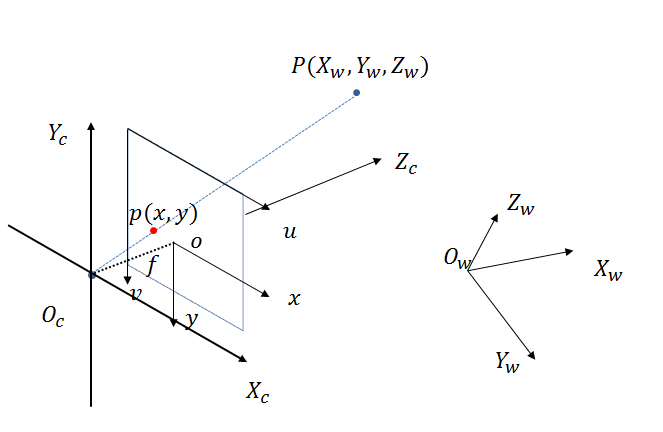 P(X_w, Y_w, Z_w)
Y_c
Z_c
p(x, y)
Z_w
u
o
O_w
X_w
f
v
x
O_c
y
Y_w
X_c